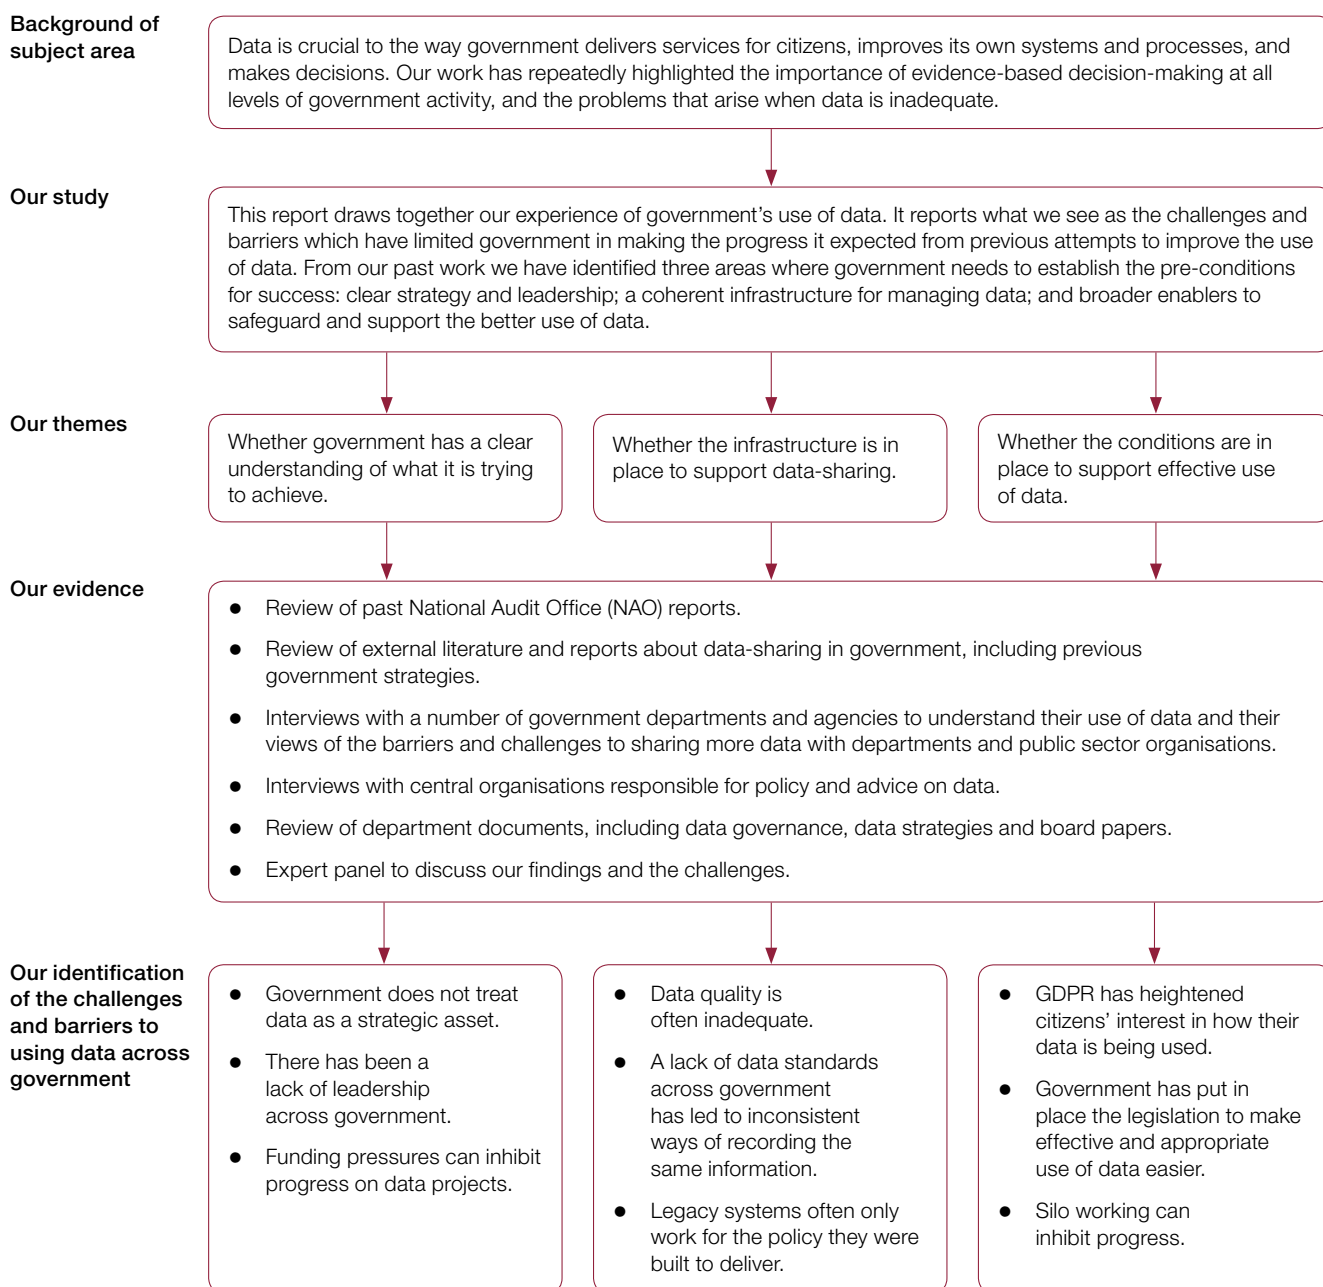 Background of
subject area
Data is crucial to the way government delivers services for citizens, improves its own systems and processes, and
makes decisions. Our work has repeatedly highlighted the importance of evidence-based decision-making at all
levels of government activity, and the problems that arise when data is inadequate.
Our study
This report draws together our experience of government’s use of data. It reports what we see as the challenges and
barriers which have limited government in making the progress it expected from previous attempts to improve the use
of data. From our past work we have identified three areas where government needs to establish the pre-conditions
for success: clear strategy and leadership; a coherent infrastructure for managing data; and broader enablers to
safeguard and support the better use of data.
Our themes
Whether government has a clear
understanding of what it is trying
to achieve.
Whether the infrastructure is in
place to support data-sharing.
Whether the conditions are in
place to support effective use
of data.
Our evidence
● Review of past National Audit Office (NAO) reports.
● Review of external literature and reports about data-sharing in government, including previous
government strategies.
● Interviews with a number of government departments and agencies to understand their use of data and their
views of the barriers and challenges to sharing more data with departments and public sector organisations.
● Interviews with central organisations responsible for policy and advice on data.
● Review of department documents, including data governance, data strategies and board papers.
● Expert panel to discuss our findings and the challenges.
Our identification
of the challenges
and barriers to
using data across
government
● Government does not treat
data as a strategic asset.
● There has been a
lack of leadership
across government.
● Funding pressures can inhibit
progress on data projects.
● Data quality is
often inadequate.
● A lack of data standards
across government
has led to inconsistent
ways of recording the
same information.
● Legacy systems often only
work for the policy they were
built to deliver.
● GDPR has heightened
citizens’ interest in how their
data is being used.
● Government has put in
place the legislation to make
effective and appropriate
use of data easier.
● Silo working can
inhibit progress.